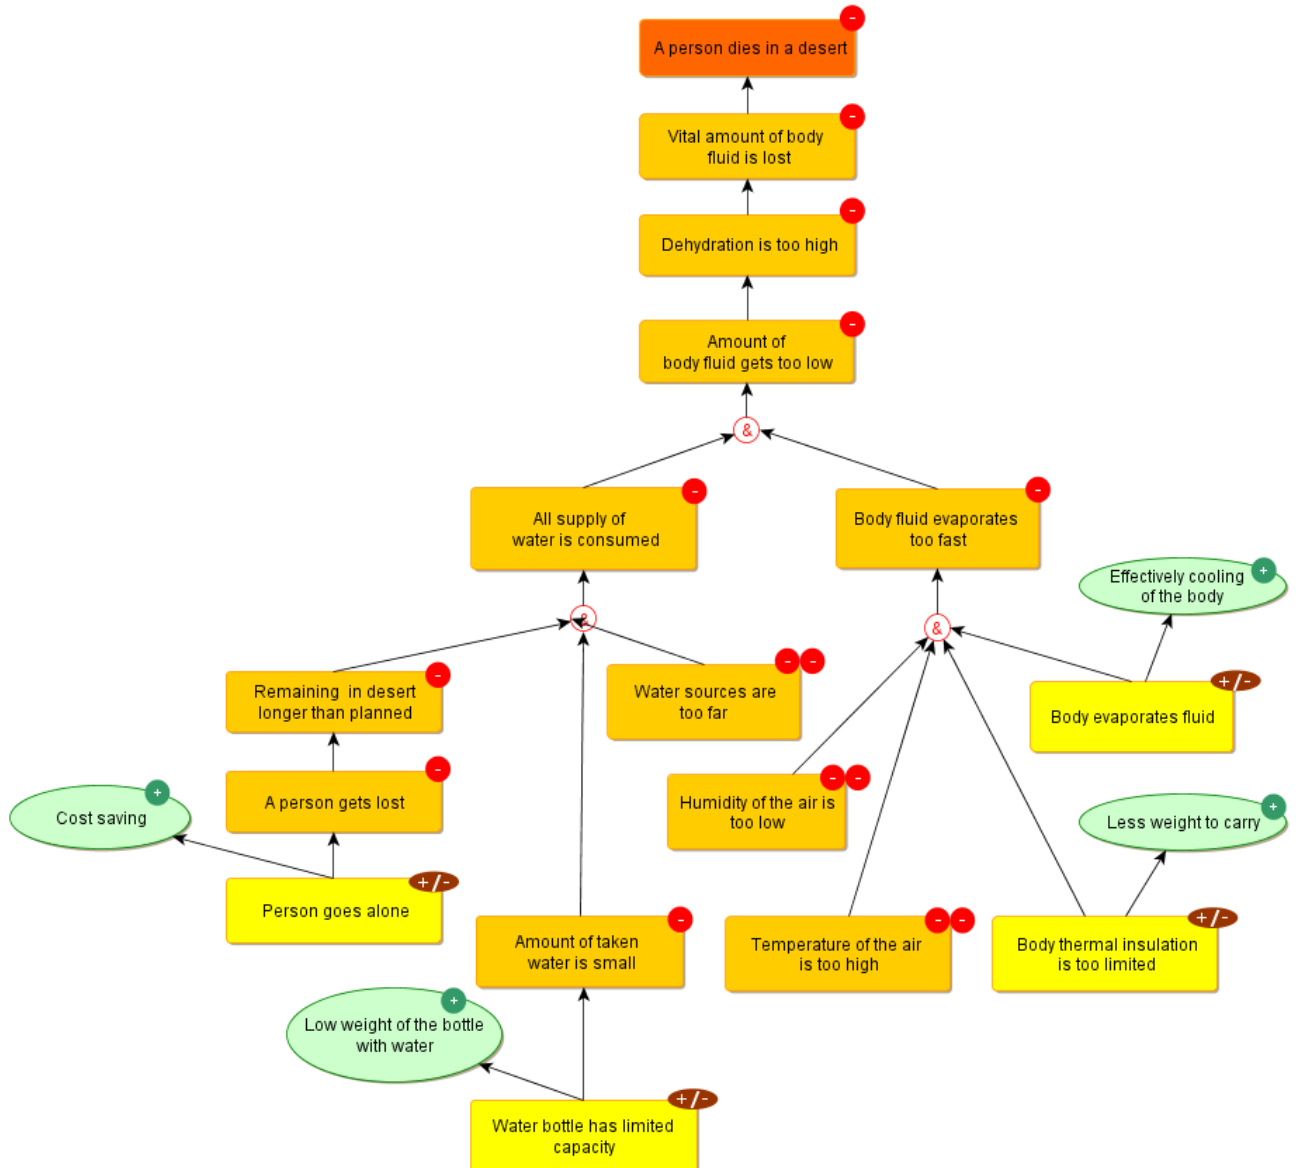 -
A person dies in a desert
-
Vital amount of body
fluid is lost
-
Dehydration is too high
-
Amount of
body fluid gets too low
&
-
All supply of
water is consumed
-
Body fluid evaporates
too fast
+
Effectively cooling
of the body
&
&
-
Remaining in desert
longer than planned
- -
Water sources are
too far
+/-
Body evaporates fluid
+
Cost saving
-
A person gets lost
- -
Humidity of the air is
too low
+
Less weight to carry
+/-
Person goes alone
-
Amount of taken
water is small
- -
Temperature of the air
is too high
+/-
Body thermal insulation
is too limited
+
Low weight of the bottle
with water
+/-
Water bottle has limited
capacity